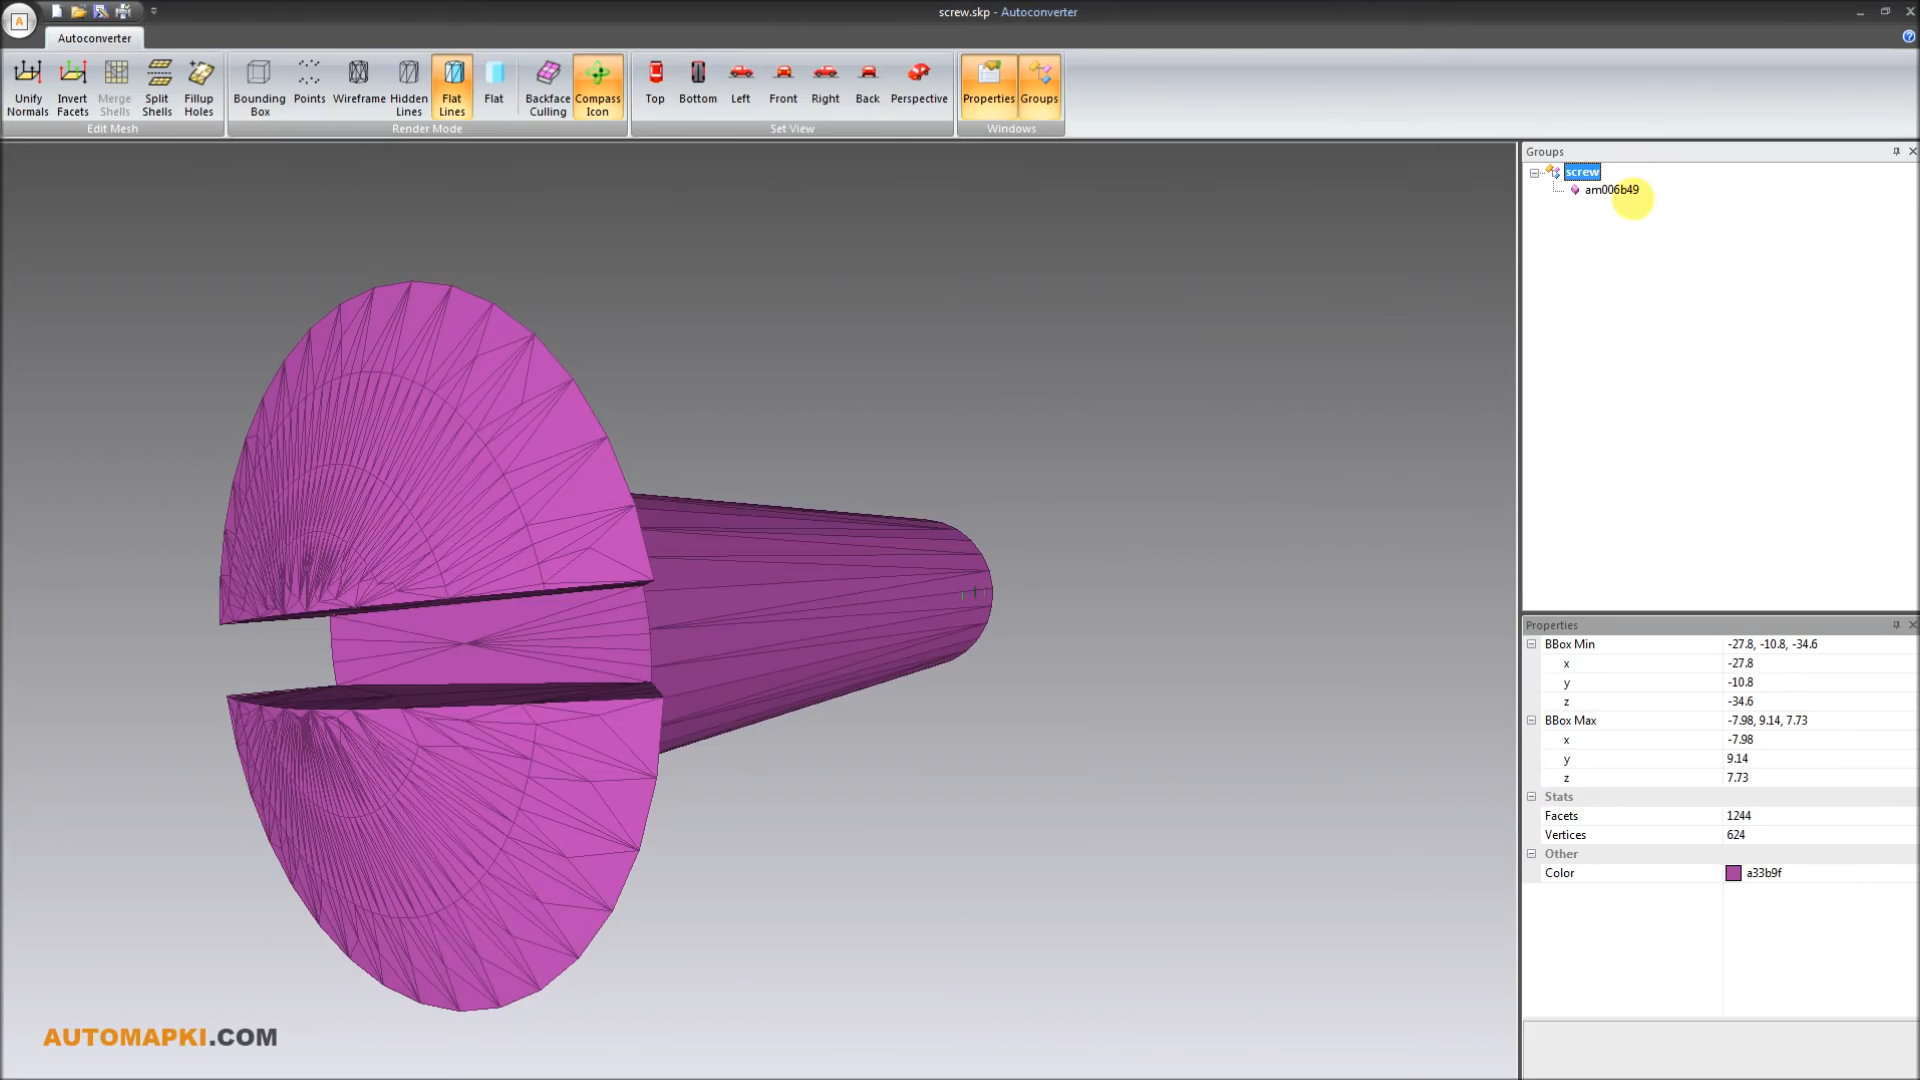 screw.skp - Autoconverter
Autoconverter
Unify Normals
Invert Facets
Merge Shells
Split Shells
Fillup Holes
Edit Mesh
Bounding Box
Points
Wireframe
Hidden Lines
Flat Lines
Flat
Backface Culling
Compass Icon
Render Mode
Top
Bottom
Left
Front
Right
Back
Perspective
Set View
Properties
Groups
Windows
Groups
screw
am006b49
Properties
BBox Min -27.8, -10.8, -34.6
x -27.8
y -10.8
z -34.6
BBox Max -7.98, 9.14, 7.73
x -7.98
y 9.14
z 7.73
Stats
Facets 1244
Vertices 624
Other
Color a33b9f
AUTOMAPKI.COM